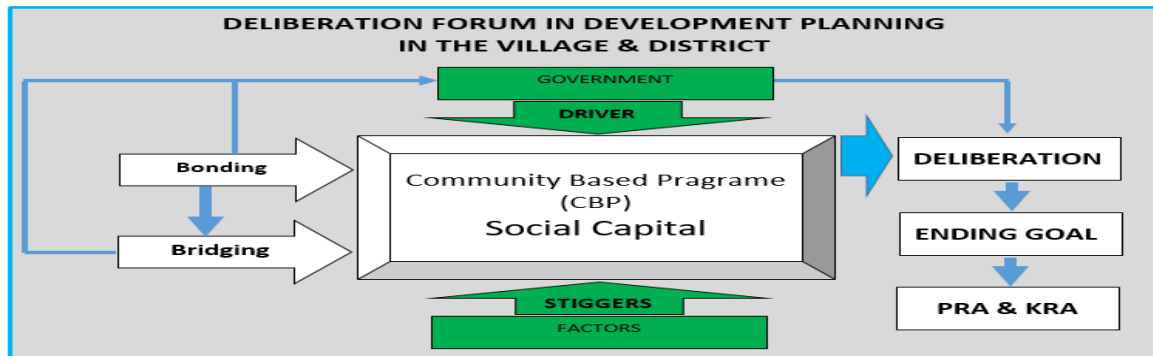 DELIBERATION FORUM IN DEVELOPMENT PLANNING
IN THE VILLAGE & DISTRICT
GOVERNMENT
DRIVER
Bonding
Bridging
Community Based Pragrame
(CBP)
Social Capital
DELIBERATION
ENDING GOAL
PRA & KRA
STIGGERS
FACTORS